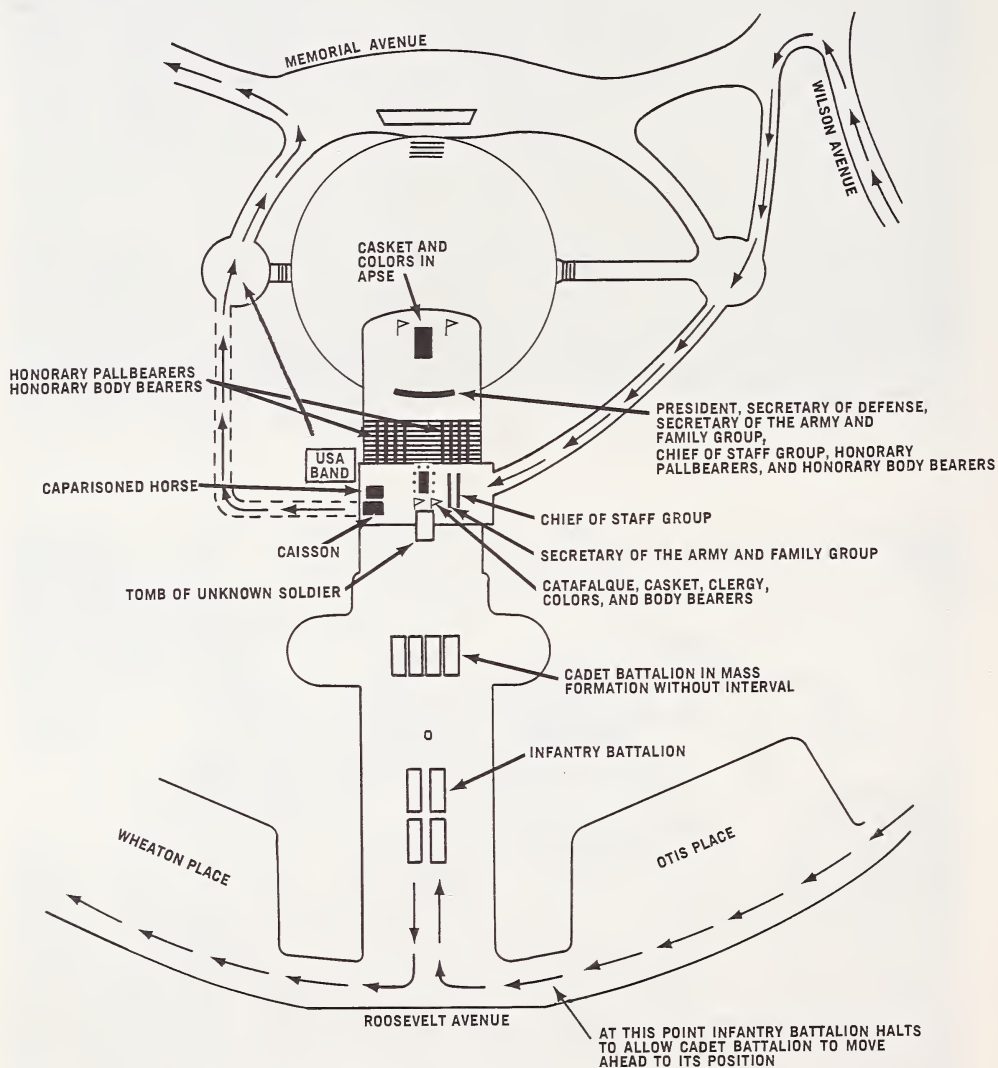 MEMORIAL AVENUE
WILSON AVENUE
CASKET AND
COLORS IN
APSE
HONORARY PALLBEARERS
HONORARY BODY BEARERS
PRESIDENT, SECRETARY OF DEFENSE,
SECRETARY OF THE ARMY AND
FAMILY GROUP,
CHIEF OF STAFF GROUP, HONORARY
PALLBEARERS, AND HONORARY BODY BEARERS
USA
BAND
CAPARISONED HORSE
CHIEF OF STAFF GROUP
CAISSON
SECRETARY OF THE ARMY AND FAMILY GROUP
TOMB OF UNKNOWN SOLDIER
CATAFALQUE, CASKET, CLERGY,
COLORS, AND BODY BEARERS
CADET BATTALION IN MASS
FORMATION WITHOUT INTERVAL
INFANTRY BATTALION
WHEATON PLACE
OTIS PLACE
ROOSEVELT AVENUE
AT THIS POINT INFANTRY BATTALION HALTS
TO ALLOW CADET BATTALION TO MOVE
AHEAD TO ITS POSITION